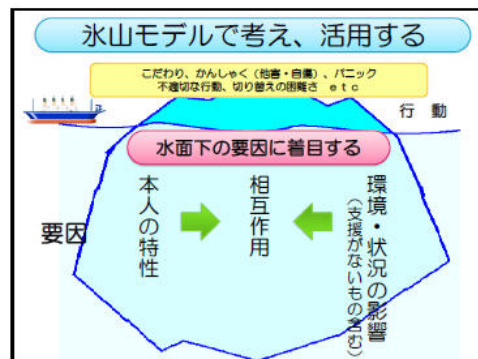 氷山モデルで考え、活用する
こだわり、かんしゃく(他害・自傷)、パニック
不適切な行動、切り替えの困難さ etc
行 動
水面下の要因に着目する
要因
本人の特性
相互作用
環境・状況の影響
(支援がないもの含む)